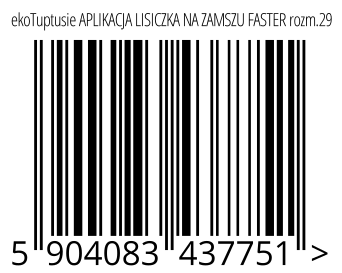 ekoTuptusie APLIKACJA LISICZKA NA ZAMSZU FASTER rozm.29
5 904083 437751 >